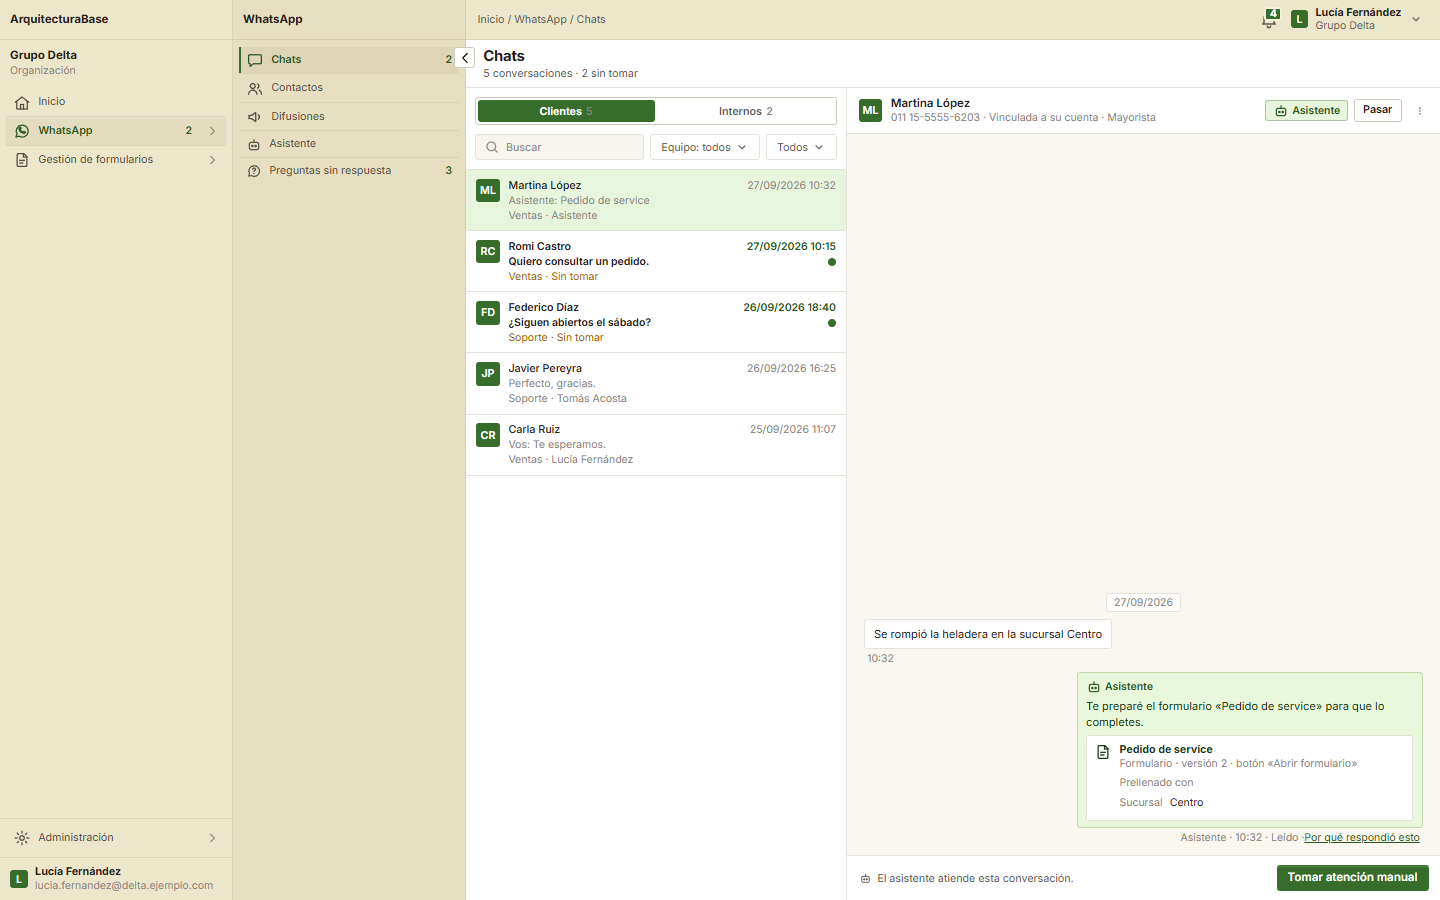 ArquitecturaBase
Grupo Delta
Organización
Inicio
WhatsApp 2
Gestión de formularios
Administración
L
Lucía Fernández
lucia.fernandez@delta.ejemplo.com
WhatsApp
Chats 2
Contactos
Difusiones
Asistente
Preguntas sin respuesta 3
Inicio / WhatsApp / Chats
4
L
Lucía Fernández
Grupo Delta
Chats
5 conversaciones · 2 sin tomar
Clientes 5
Internos 2
Buscar
Equipo: todos
Todos
ML
Martina López 27/09/2026 10:32
Asistente: Pedido de service
Ventas · Asistente
RC
Romi Castro 27/09/2026 10:15
Quiero consultar un pedido.
Ventas · Sin tomar
FD
Federico Díaz 26/09/2026 18:40
¿Siguen abiertos el sábado?
Soporte · Sin tomar
JP
Javier Pereyra 26/09/2026 16:25
Perfecto, gracias.
Soporte · Tomás Acosta
CR
Carla Ruiz 25/09/2026 11:07
Vos: Te esperamos.
Ventas · Lucía Fernández
ML
Martina López
011 15-5555-6203 · Vinculada a su cuenta · Mayorista
Asistente
Pasar
27/09/2026
Se rompió la heladera en la sucursal Centro
10:32
Asistente
Te preparé el formulario «Pedido de service» para que lo
completes.
Pedido de service
Formulario · versión 2 · botón «Abrir formulario»
Prellenado con
Sucursal Centro
Asistente · 10:32 · Leído ·Por qué respondió esto
El asistente atiende esta conversación.
Tomar atención manual